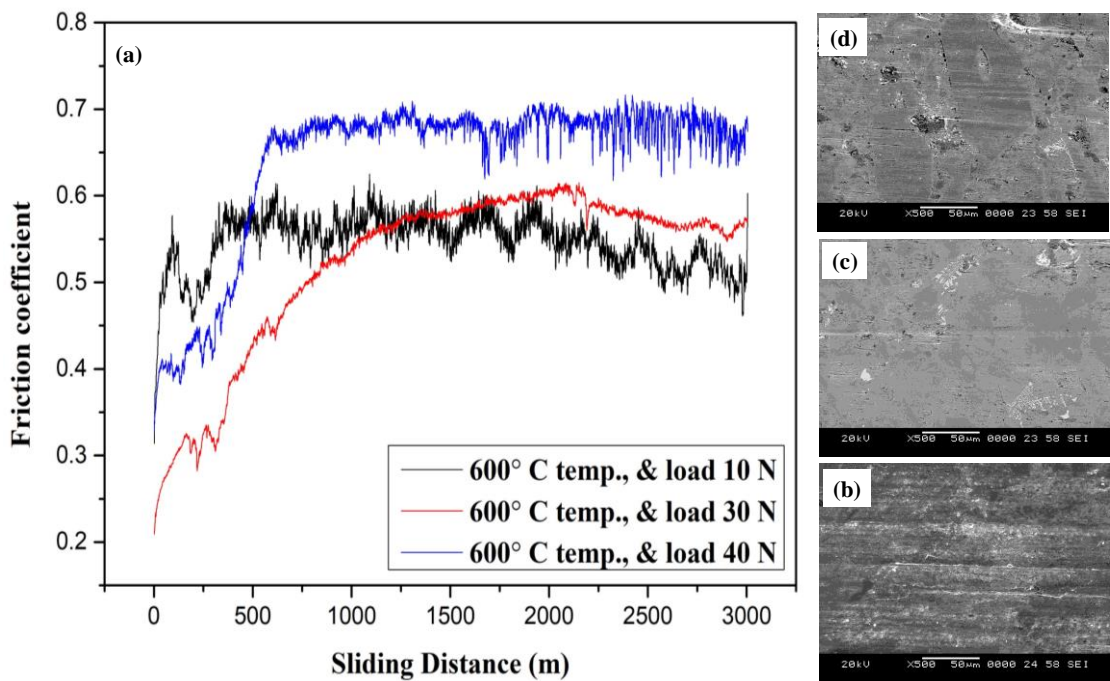 (a)
0.8
0.7
0.6
0.5
0.4
0.3
0.2
Friction coefficient
600° C temp., & load 10 N
600° C temp., & load 30 N
600° C temp., & load 40 N
0 500 1000 1500 2000 2500 3000
Sliding Distance (m)
(d)
20kV X500 50µm 0000 23 58 SEI
(c)
20kV X500 50µm 0000 23 58 SEI
(b)
20kV X500 50µm 0000 24 58 SEI